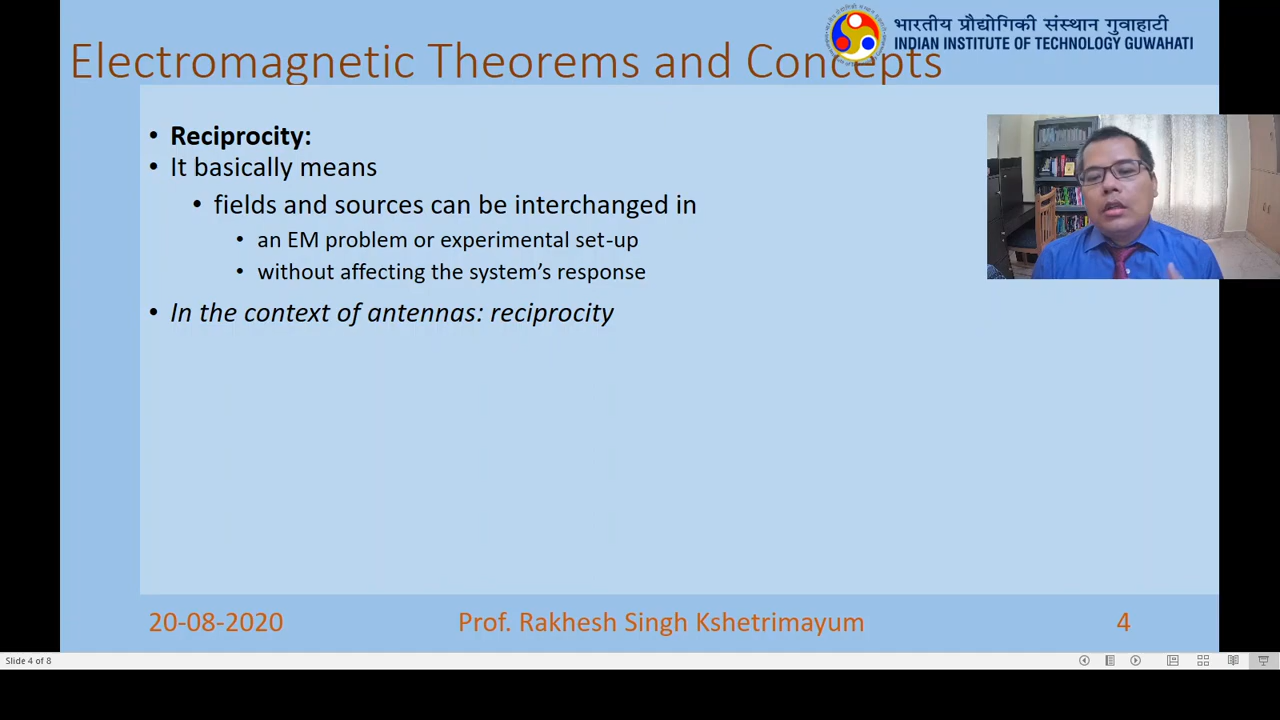 भारतीय प्रौद्योगिकी संस्थान गुवाहाटी
INDIAN INSTITUTE OF TECHNOLOGY GUWAHATI
Electromagnetic Theorems and Concepts
• Reciprocity:
• It basically means
• fields and sources can be interchanged in
• an EM problem or experimental set-up
• without affecting the system's response
• In the context of antennas: reciprocity
20-08-2020 Prof. Rakhesh Singh Kshetrimayum 4
Slide 4 of 8